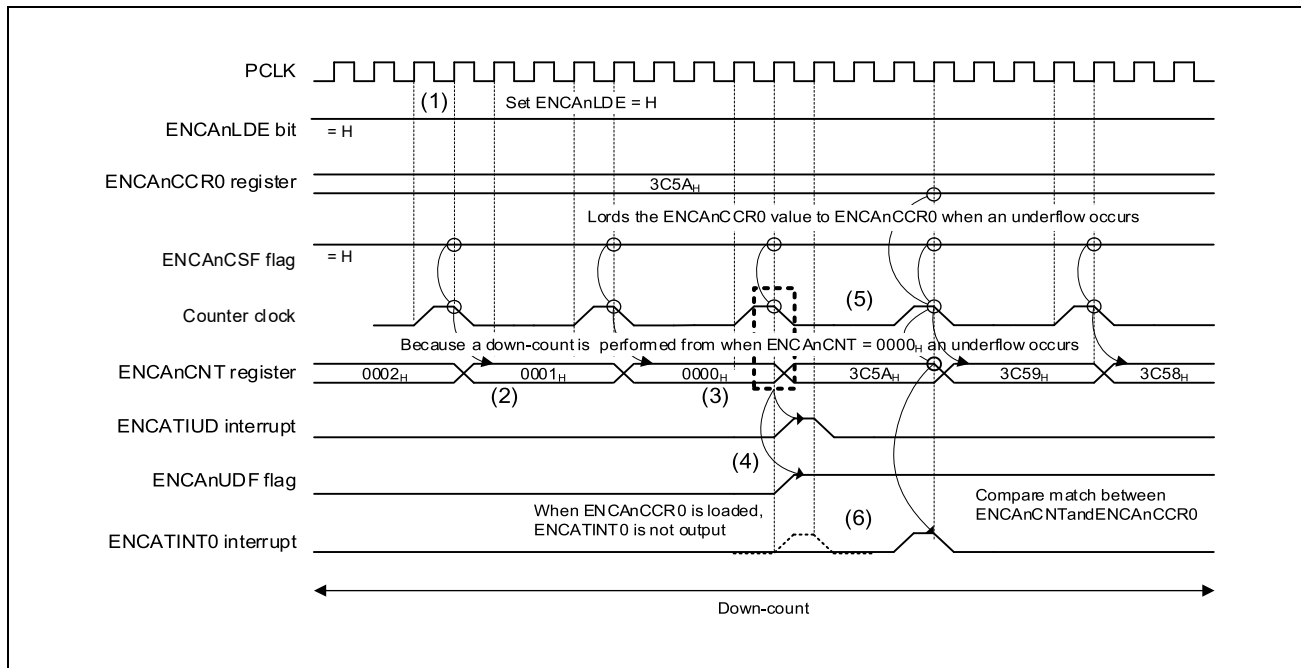 PCLK
(1)
Set ENCAnLDE = H
ENCAnLDE bit
= H
ENCAnCCR0 register
3C5AH
Lords the ENCAnCCR0 value to ENCAnCCR0 when an underflow occurs
ENCAnCSF flag
= H
Counter clock
(5)
Because a down-count is performed from when ENCAnCNT = 0000H an underflow occurs
ENCAnCNT register
0002H
0001H
0000H
3C5AH
3C59H
3C58H
(2)
(3)
ENCATIUD interrupt
(4)
ENCAnUDF flag
When ENCAnCCR0 is loaded,
ENCATINT0 is not output
(6)
Compare match between
ENCAnCNTandENCAnCCR0
ENCATINT0 interrupt
Down-count